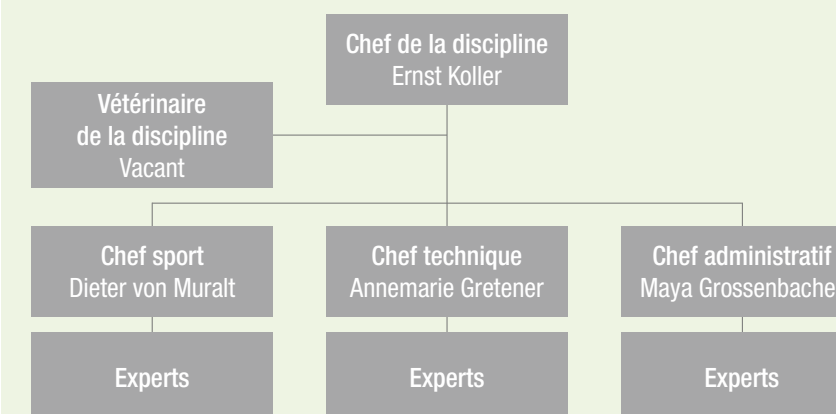 Chef de la discipline
Ernst Koller
Vétérinaire
de la discipline
Vacant
Chef sport
Dieter von Muralt
Chef technique
Annemarie Gretener
Chef administratif
Maya Grossenbache
Experts
Experts
Experts